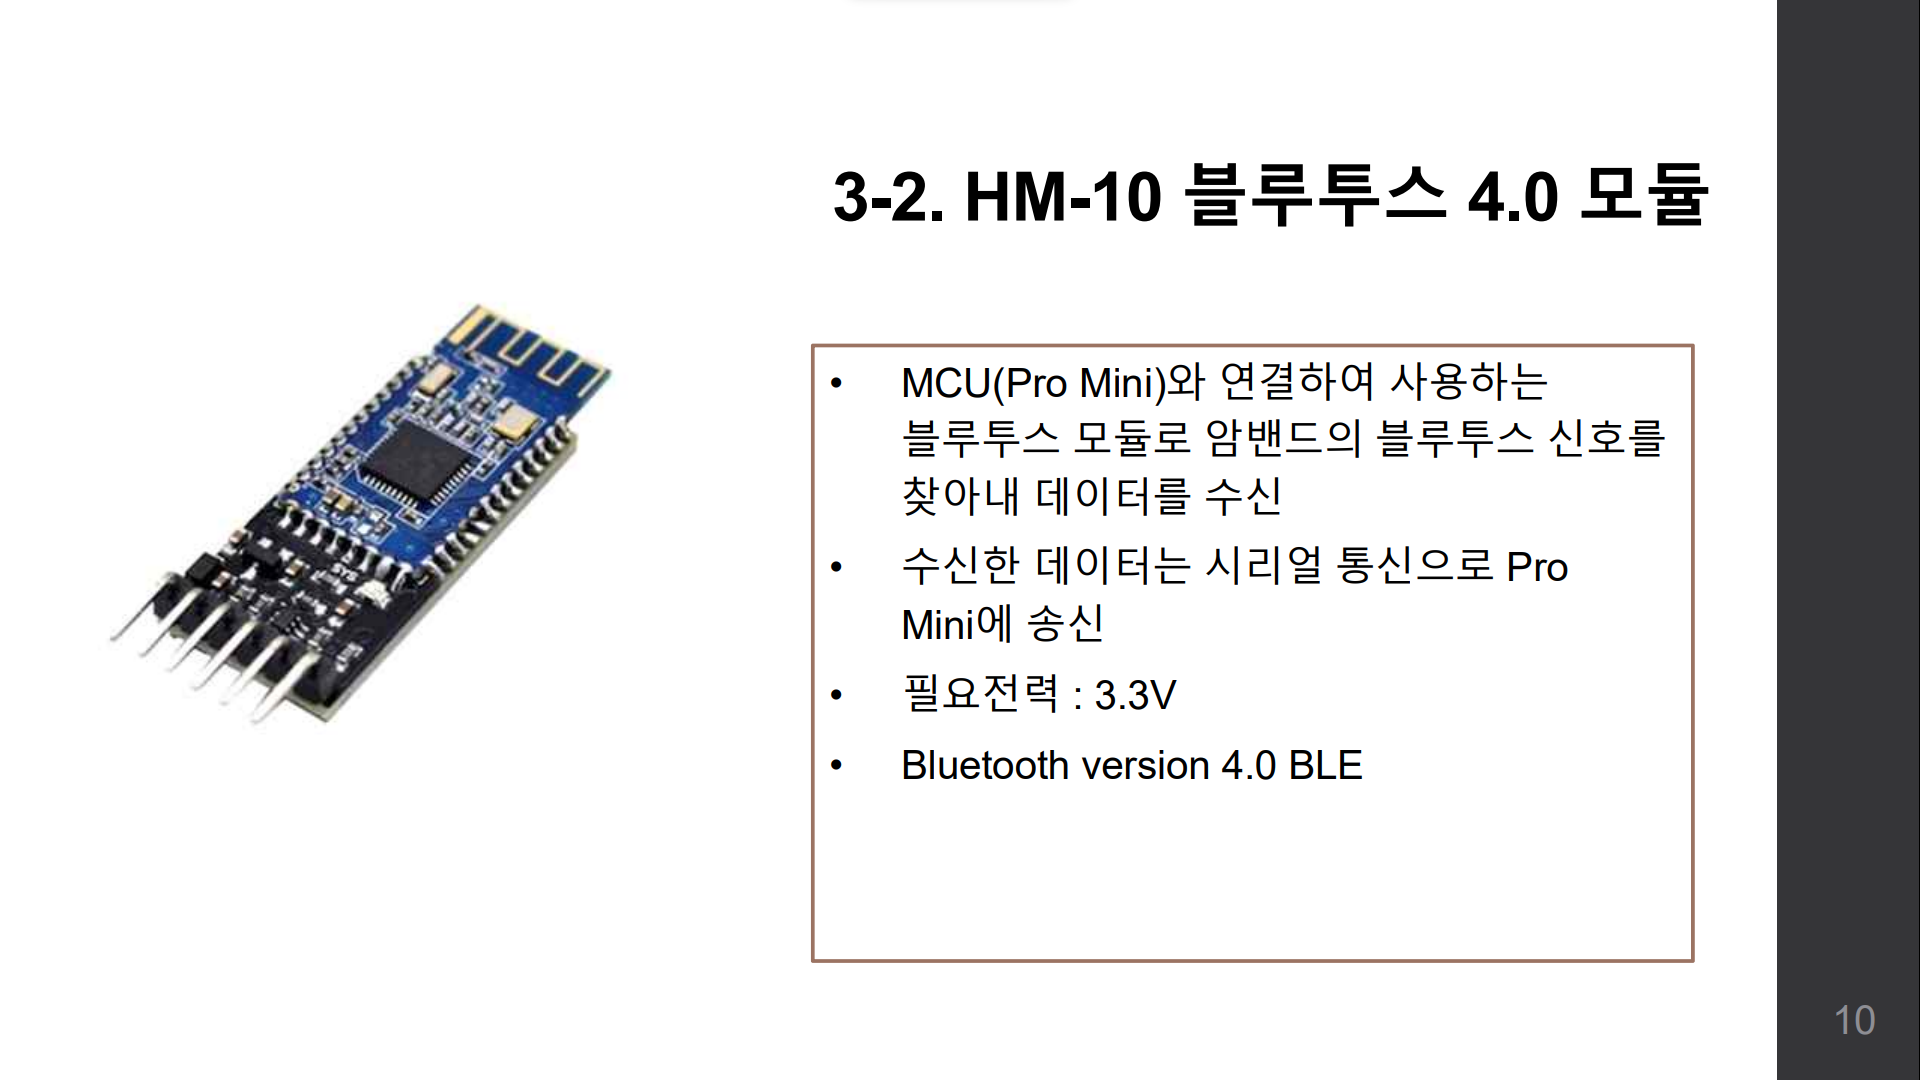 3-2. HM-10 블루투스 4.0 모듈
• MCU(Pro Mini)와 연결하여 사용하는
블루투스 모듈로 암밴드의 블루투스 신호를
찾아내 데이터를 수신
• 수신한 데이터는 시리얼 통신으로 Pro
Mini에 송신
• 필요전력 : 3.3V
• Bluetooth version 4.0 BLE
SYS
10